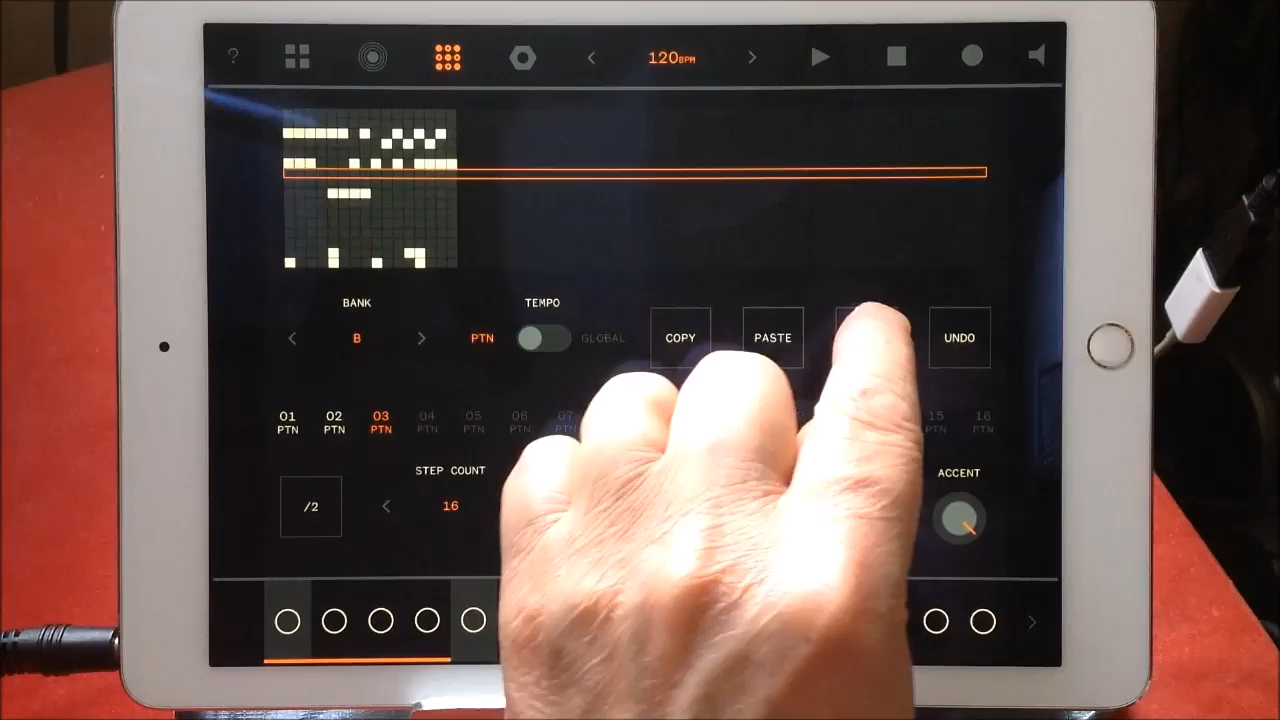 ? < 120BPM >
BANK TEMPO
< B > PTN GLOBAL COPY PASTE UNDO
01 02 03 04 05 06 07 15 16
PTN PTN PTN PTN PTN PTN PTN PTN PTN
STEP COUNT ACCENT
/2 < 16
>